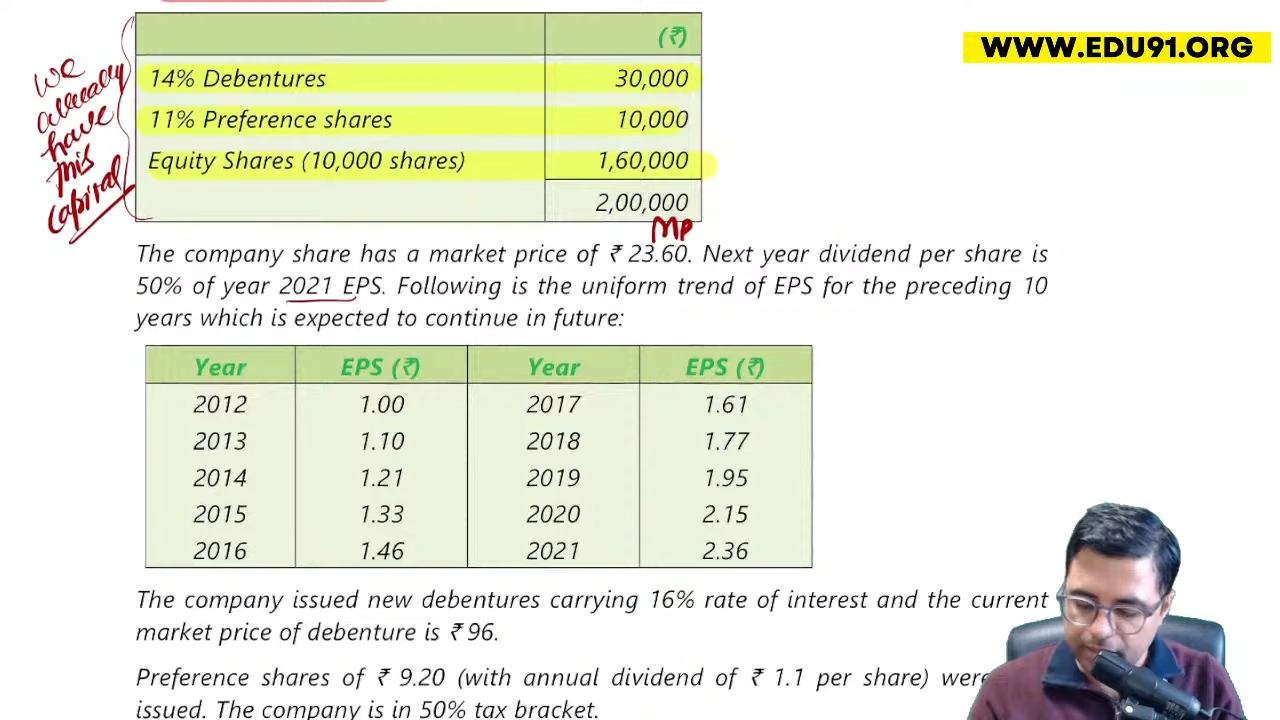 WWW.EDU91.ORG
(₹)
14% Debentures 30,000
11% Preference shares 10,000
Equity Shares (10,000 shares) 1,60,000
2,00,000
we
already
have
this
capital
MP
The company share has a market price of ₹ 23.60. Next year dividend per share is
50% of year 2021 EPS. Following is the uniform trend of EPS for the preceding 10
years which is expected to continue in future:
Year EPS (₹) Year EPS (₹)
2012 1.00 2017 1.61
2013 1.10 2018 1.77
2014 1.21 2019 1.95
2015 1.33 2020 2.15
2016 1.46 2021 2.36
The company issued new debentures carrying 16% rate of interest and the current
market price of debenture is ₹ 96.
Preference shares of ₹ 9.20 (with annual dividend of ₹ 1.1 per share) were
issued. The company is in 50% tax bracket.